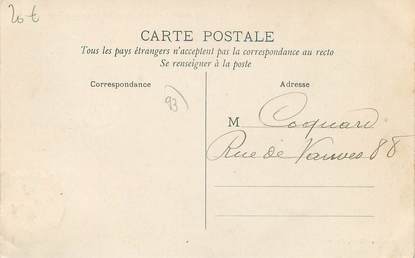 20 €
CARTE POSTALE
Tous les pays étrangers n'acceptent pas la correspondance au recto
Se renseigner à la poste
Correspondance
Adresse
93
M Coquard
Rue de Vanves 88